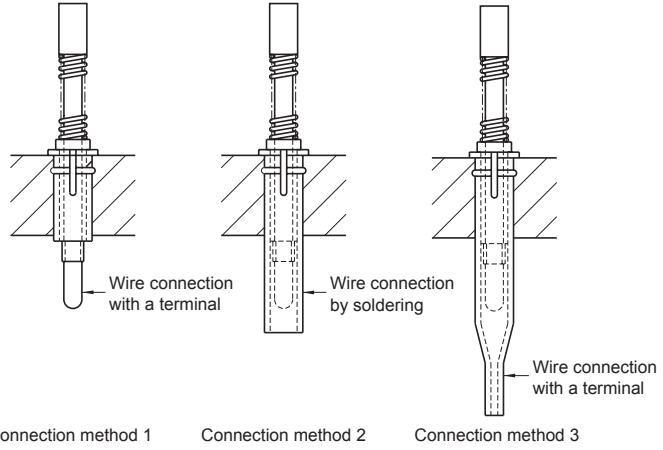 Wire connection
with a terminal
Wire connection
by soldering
Wire connection
with a terminal
onnection method 1
Connection method 2
Connection method 3